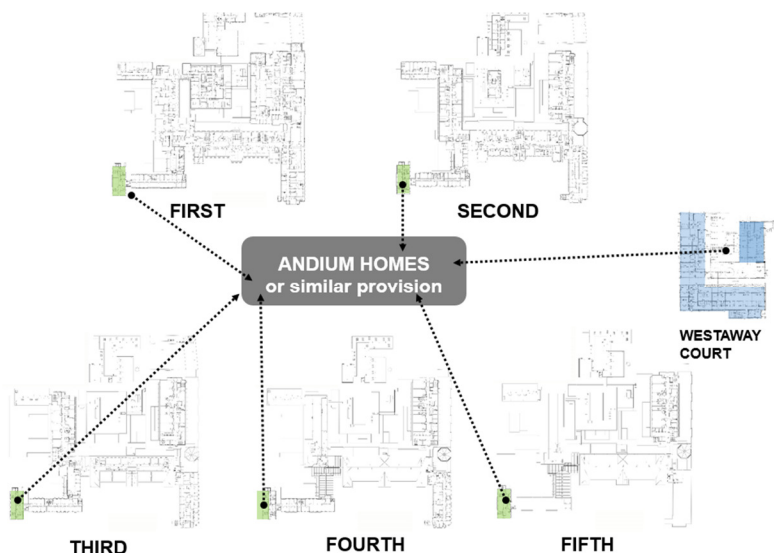 FIRST
SECOND
ANDIUM HOMES
or similar provision
WESTAWAY
COURT
THIRD
FOURTH
FIFTH